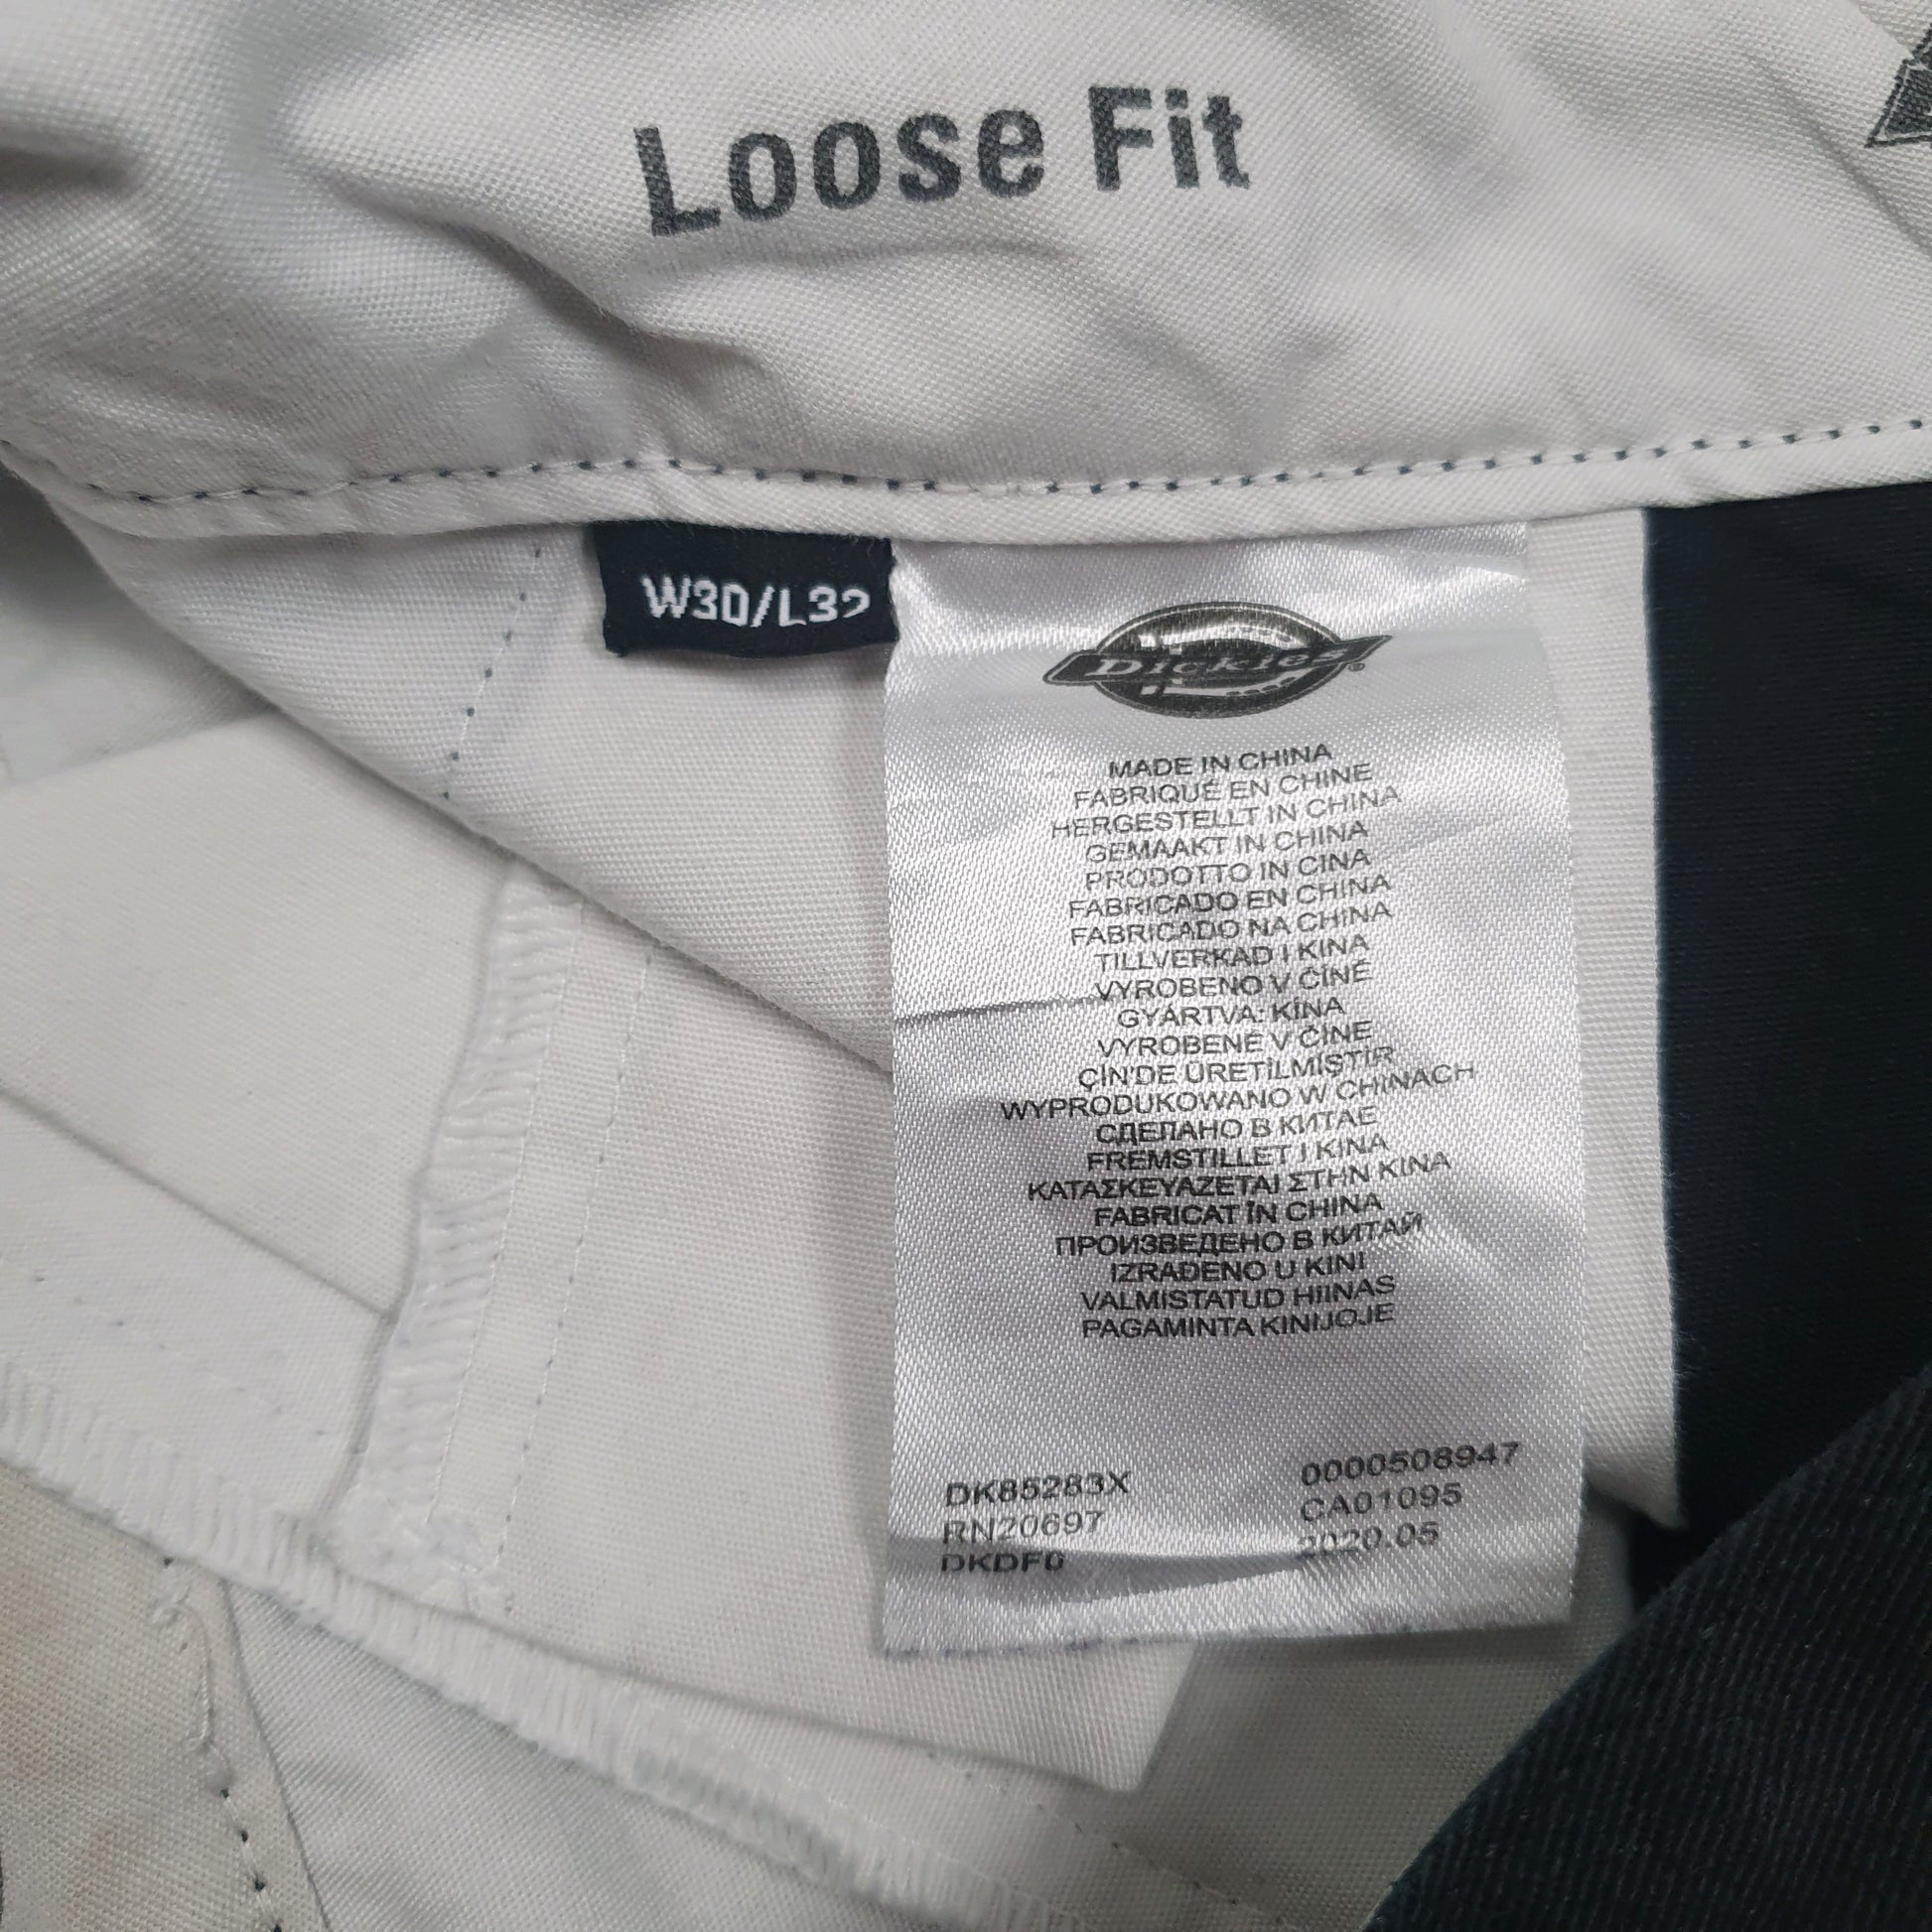 Loose Fit
W30/L32
Dickies®
MADE IN CHINA
FABRIQUÉ EN CHINE
HERGESTELLT IN CHINA
GEMAAKT IN CHINA
PRODOTTO IN CINA
FABRICADO EN CHINA
FABRICADO NA CHINA
TILLVERKAD I KINA
VYROBENO V ČÍNĚ
GYÁRTVA: KÍNA
VYROBENÉ V ČÍNE
ÇİN'DE ÜRETİLMİŞTİR
WYPRODUKOWANO W CHINACH
СДЕЛАНО В КИТАЕ
FREMSTILLET I KINA
ΚΑΤΑΣΚΕΥΑΖΕΤΑΙ ΣΤΗΝ ΚΙΝΑ
FABRICAT ÎN CHINA
ПРОИЗВЕДЕНО В КИТАЙ
IZRAĐENO U KINI
VALMISTATUD HIINAS
PAGAMINTA KINIJOJE
DK85283X 0000508947
RN20697 CA01095
DKDF0 2020.05